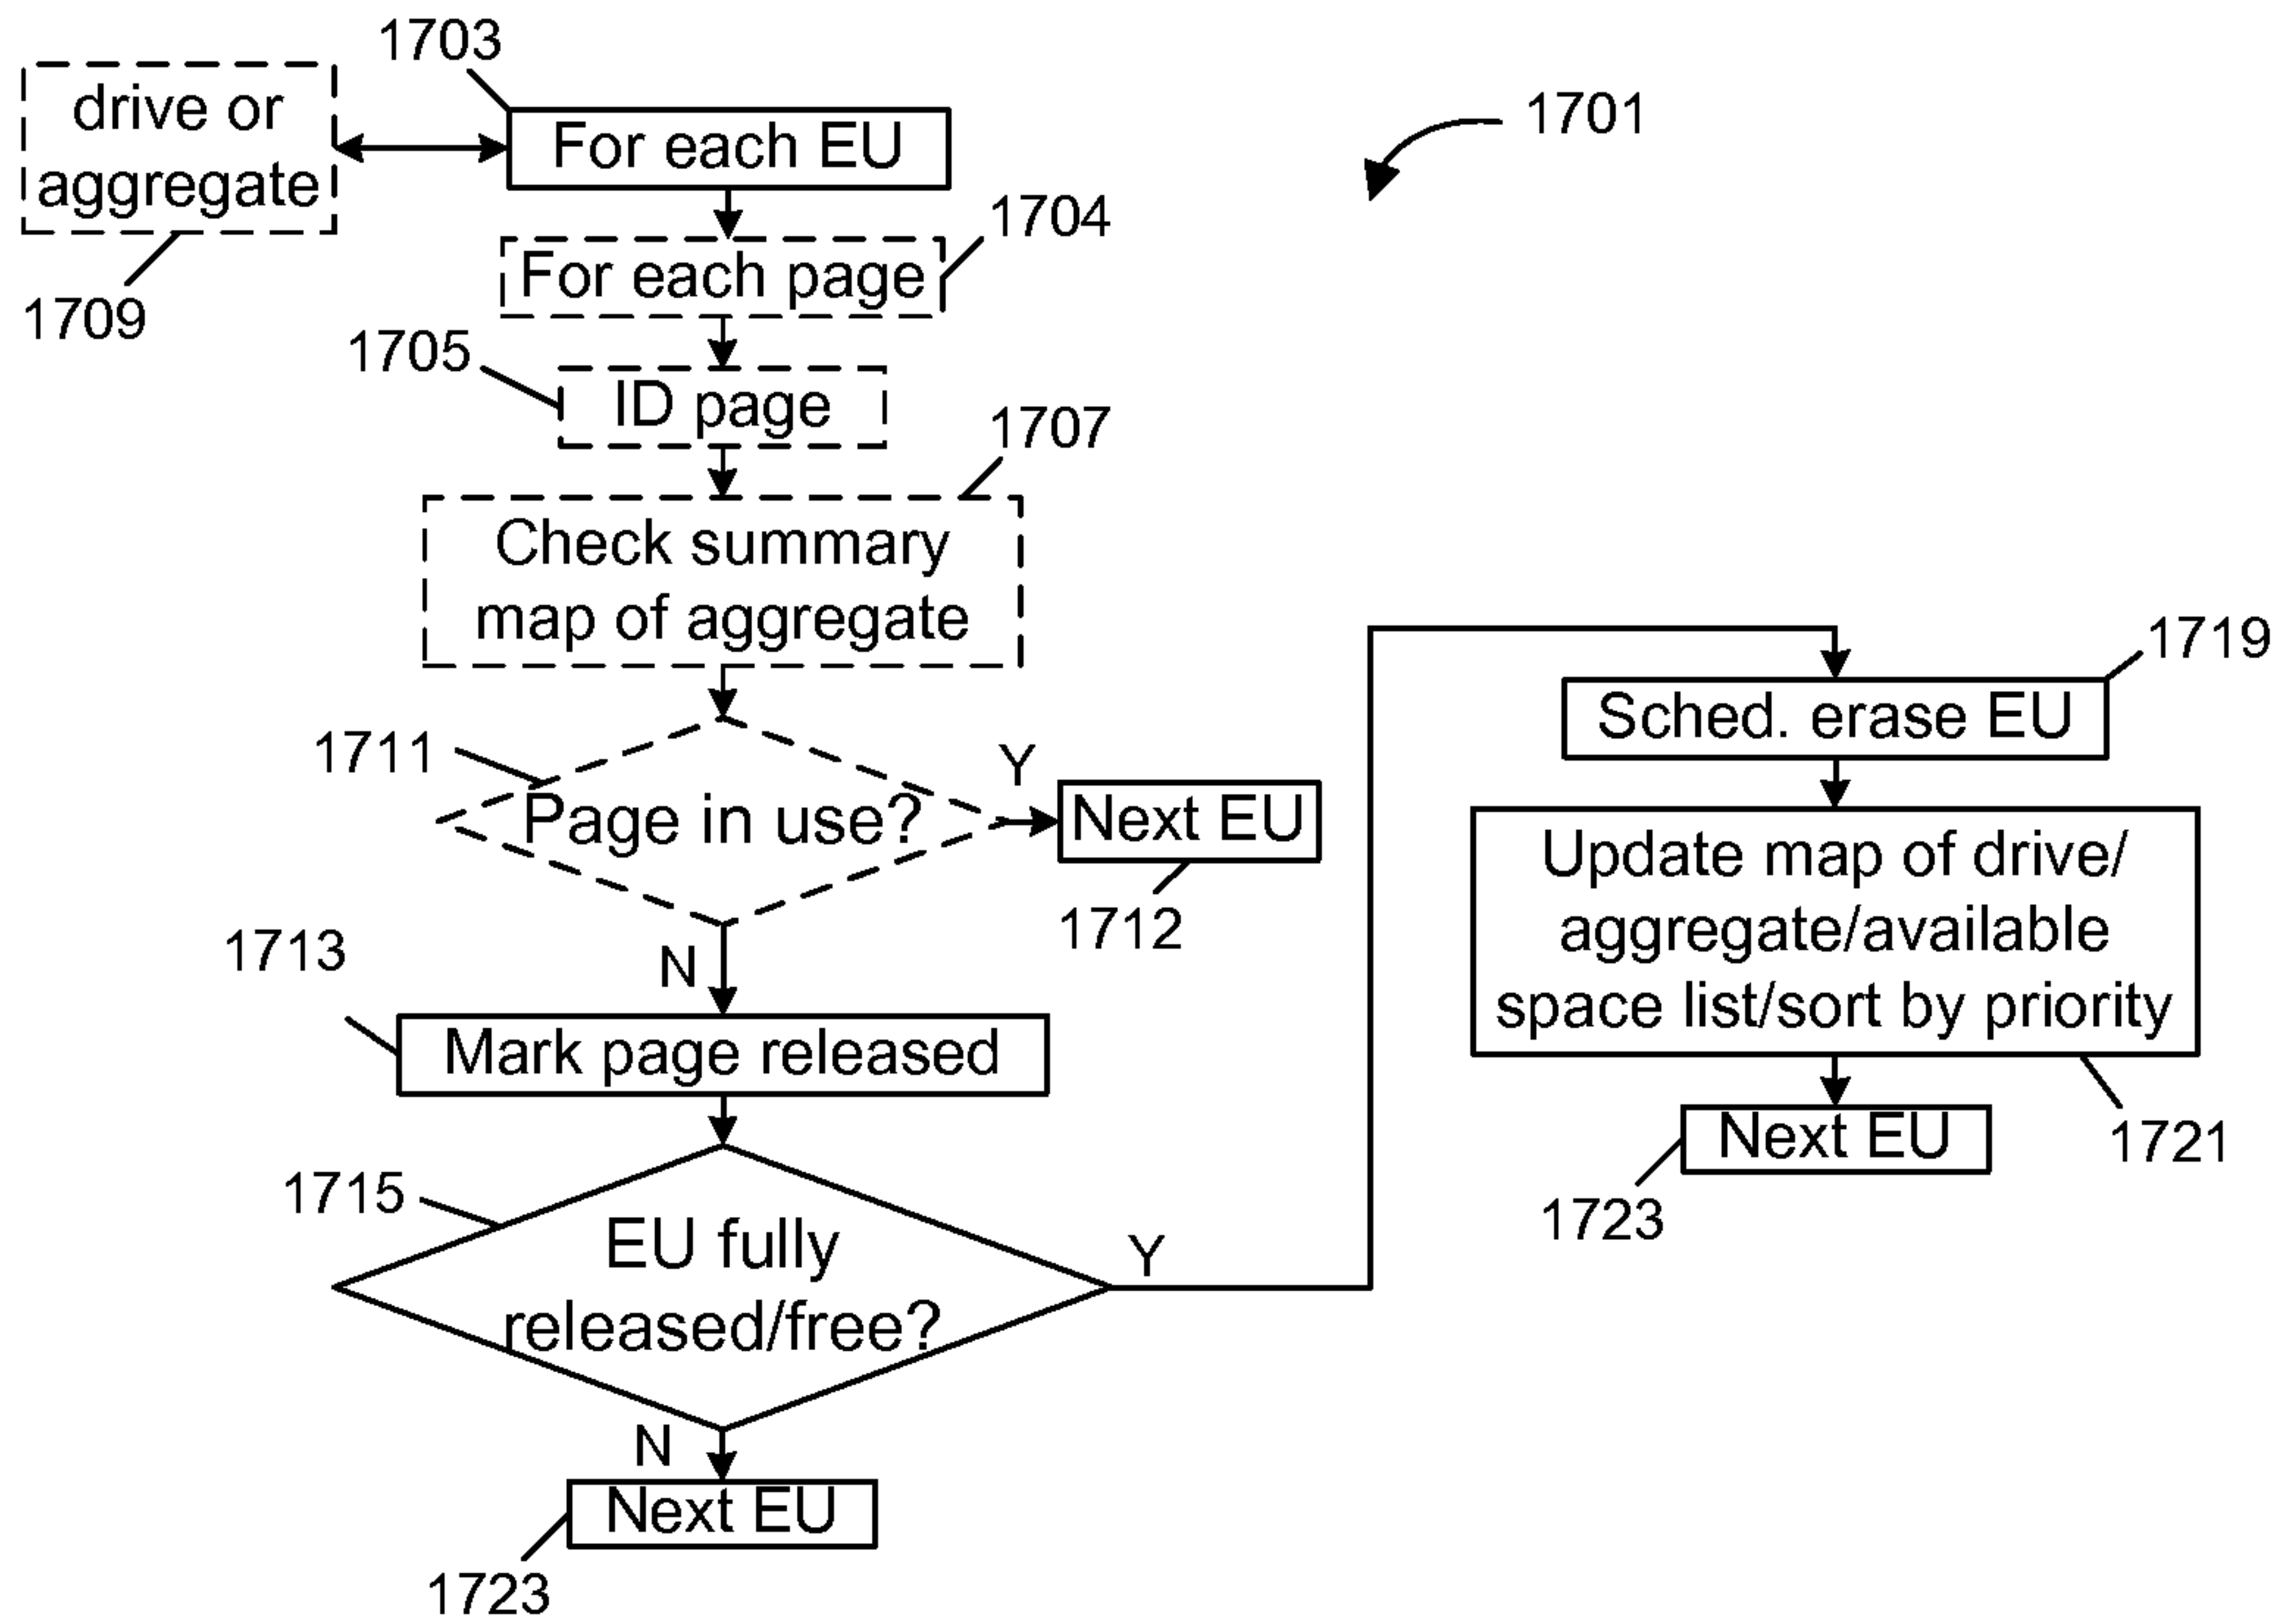 1703
drive or
aggregate
For each EU
1701
1704
For each page
1709
1705
ID page
1707
Check summary
map of aggregate
1719
Sched. erase EU
1711
Page in use?
Y
Next EU
1712
Update map of drive/
aggregate/available
space list/sort by priority
1713
N
Mark page released
1721
Next EU
1723
1715
EU fully
released/free?
Y
N
Next EU
1723